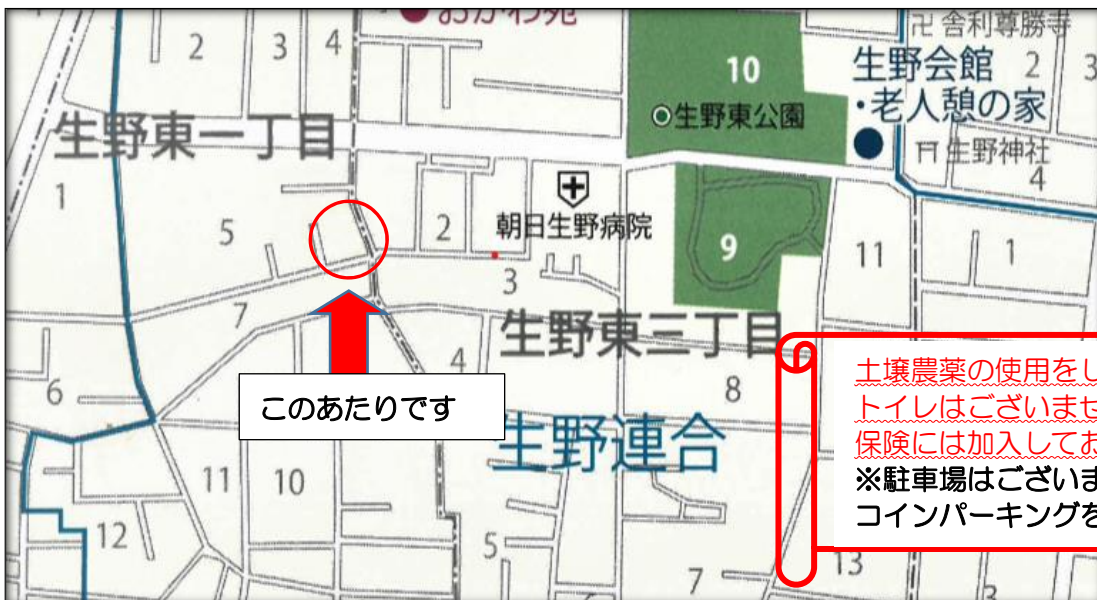 おがわ苑
卍 舎利尊勝寺
2
3
4
10
生野会館
・老人憩の家
2
3
生野東公園
生野東一丁目
生野神社
4
1
朝日生野病院
5
2
9
11
1
3
7
生野東三丁目
4
8
6
このあたりです
生野連合
土壌農薬の使用をし
トイレはございませ
保険には加入してお
※駐車場はございま
コインパーキングを
11
10
12
5
7
13
3